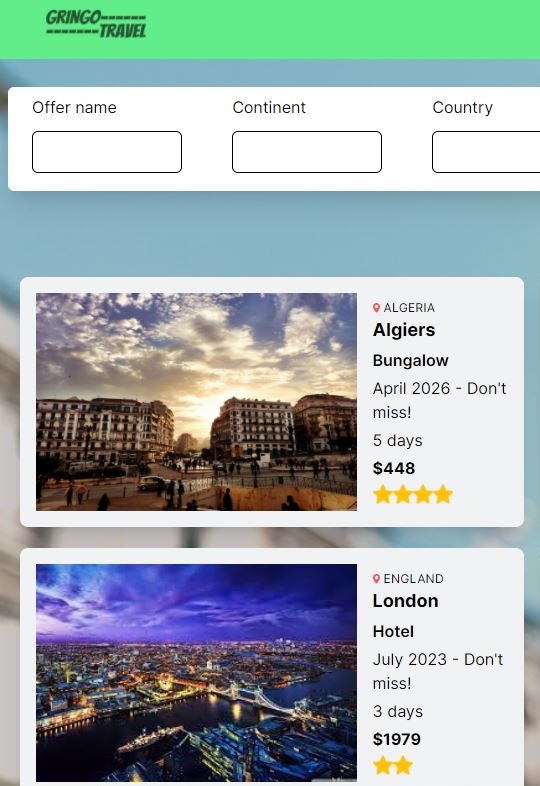 GRINGO------
-------TRAVEL
Offer name
Continent
Country
ALGERIA
Algiers
Bungalow
April 2026 - Don't
miss!
5 days
$448
ENGLAND
London
Hotel
July 2023 - Don't
miss!
3 days
$1979